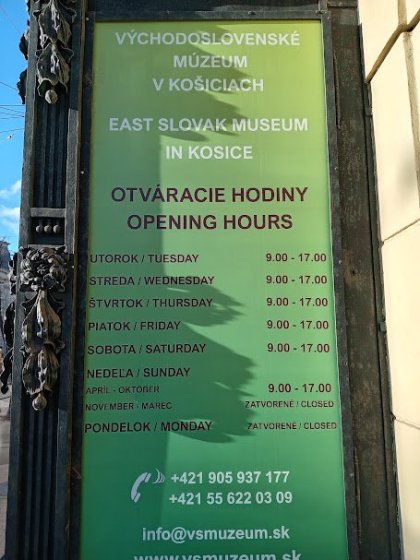 VÝCHODOSLOVENSKÉ
MÚZEUM
V KOŠICIACH
EAST SLOVAK MUSEUM
IN KOSICE
OTVÁRACIE HODINY
OPENING HOURS
UTOROK / TUESDAY 9.00 - 17.00
STREDA / WEDNESDAY 9.00 - 17.00
ŠTVRTOK / THURSDAY 9.00 - 17.00
PIATOK / FRIDAY 9.00 - 17.00
SOBOTA / SATURDAY 9.00 - 17.00
NEDEĽA / SUNDAY
APRÍL - OKTÓBER 9.00 - 17.00
NOVEMBER - MAREC ZATVORENÉ / CLOSED
PONDELOK / MONDAY ZATVORENÉ / CLOSED
+421 905 937 177
+421 55 622 03 09
info@vsmuzeum.sk
www.vsmuzeum.sk